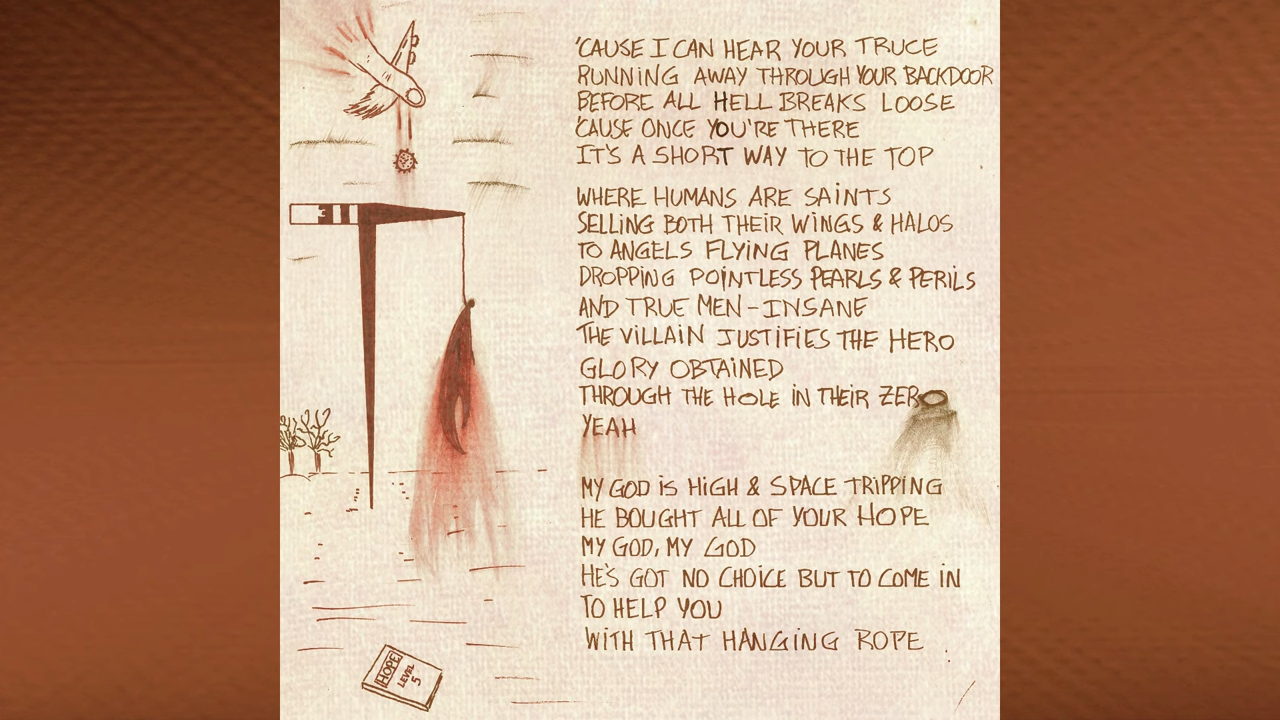 'CAUSE I CAN HEAR YOUR TRUCE
RUNNING AWAY THROUGH YOUR BACKDOOR
BEFORE ALL HELL BREAKS LOOSE
'CAUSE ONCE YOU'RE THERE
IT'S A SHORT WAY TO THE TOP
WHERE HUMANS ARE SAINTS
SELLING BOTH THEIR WINGS & HALOS
TO ANGELS FLYING PLANES
DROPPING POINTLESS PEARLS & PERILS
AND TRUE MEN - INSANE
THE VILLAIN JUSTIFIES THE HERO
GLORY OBTAINED
THROUGH THE HOLE IN THEIR ZERO
YEAH
MY GOD IS HIGH & SPACE TRIPPING
HE BOUGHT ALL OF YOUR HOPE
MY GOD, MY GOD
HE'S GOT NO CHOICE BUT TO COME IN
TO HELP YOU
WITH THAT HANGING ROPE
HOPE
LEVEL
5